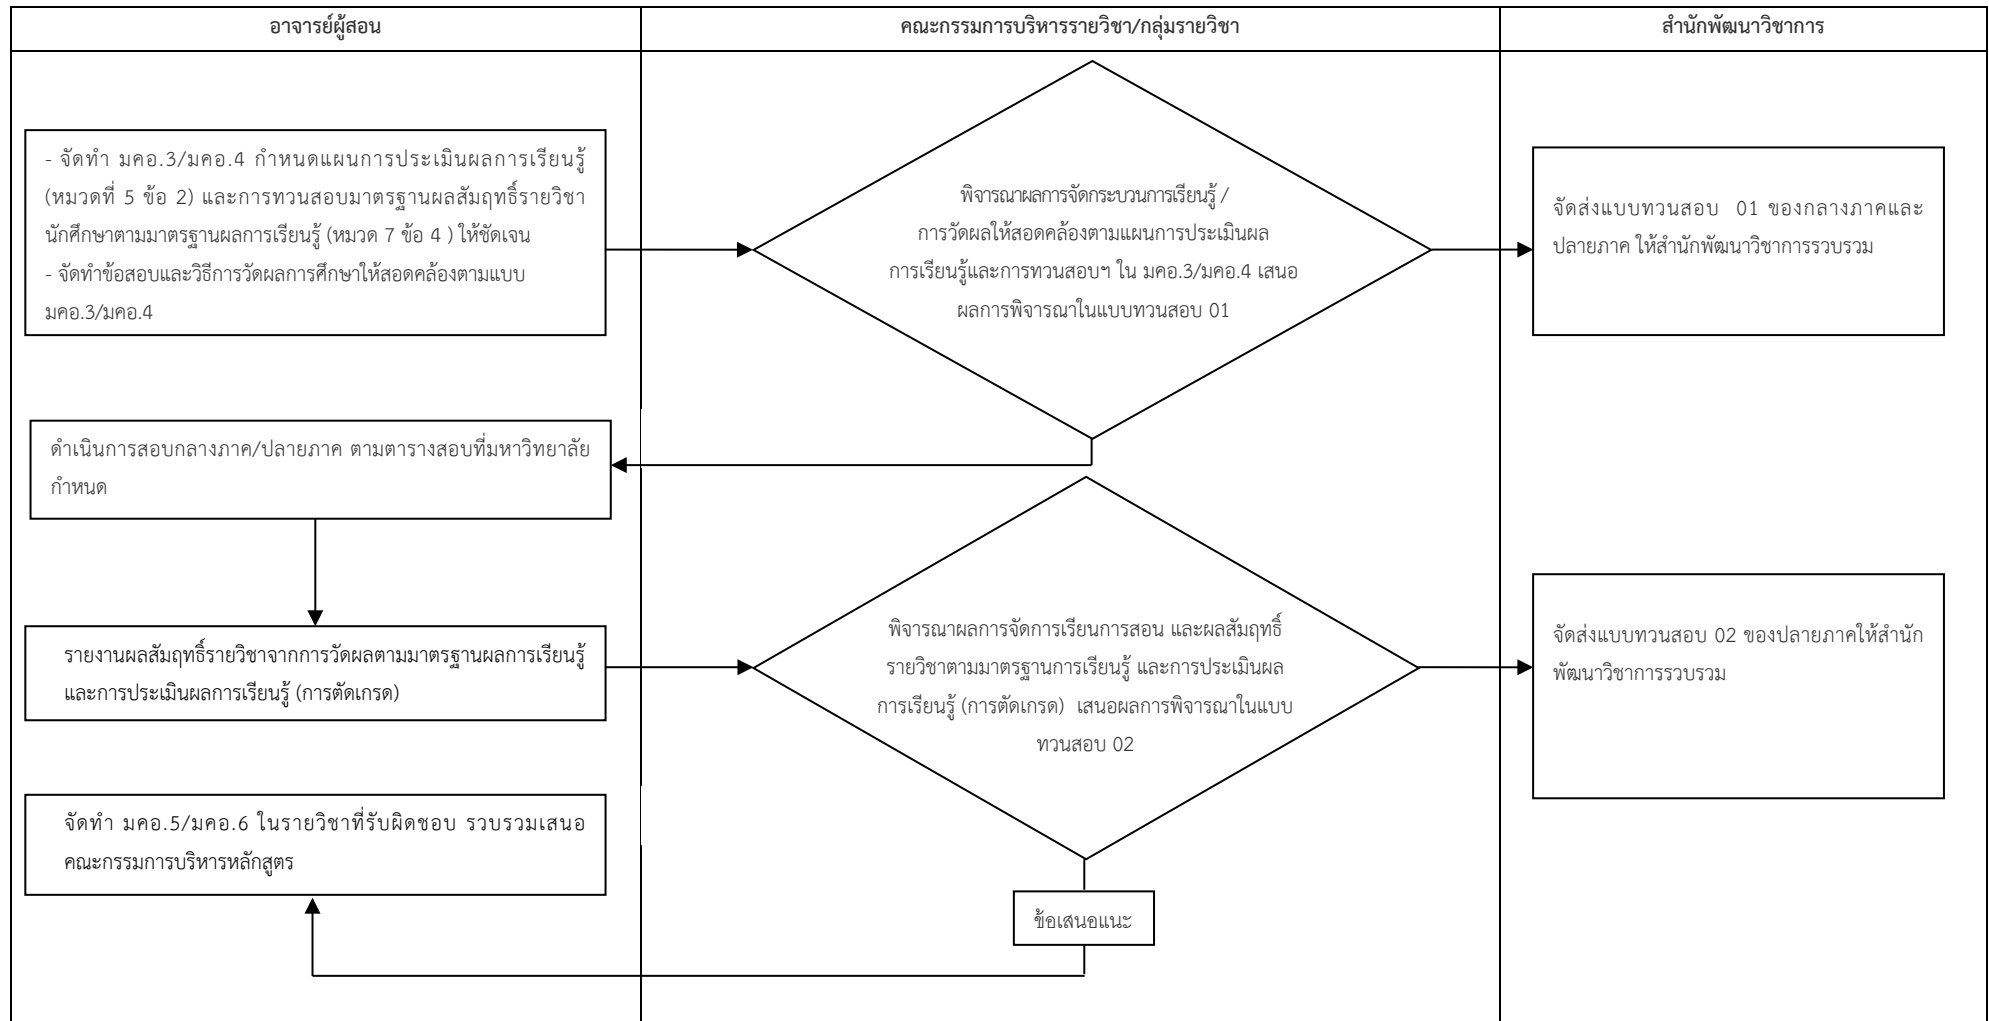 อาจารย์ผู้สอน
คณะกรรมการบริหารรายวิชา/กลุ่มรายวิชา
สำนักพัฒนาวิชาการ
- จัดทำ มคอ.3/มคอ.4 กำหนดแผนการประเมินผลการเรียนรู้
(หมวดที่ 5 ข้อ 2) และการทวนสอบมาตรฐานผลสัมฤทธิ์รายวิชา
นักศึกษาตามมาตรฐานผลการเรียนรู้ (หมวด 7 ข้อ 4 ) ให้ชัดเจน
- จัดทำข้อสอบและวิธีการวัดผลการศึกษาให้สอดคล้องตามแบบ
มคอ.3/มคอ.4
พิจารณาผลการจัดกระบวนการเรียนรู้ /
การวัดผลให้สอดคล้องตามแผนการประเมินผล
การเรียนรู้และการทวนสอบฯ ใน มคอ.3/มคอ.4 เสนอ
ผลการพิจารณาในแบบทวนสอบ 01
จัดส่งแบบทวนสอบ 01 ของกลางภาคและ
ปลายภาค ให้สำนักพัฒนาวิชาการรวบรวม
ดำเนินการสอบกลางภาค/ปลายภาค ตามตารางสอบที่มหาวิทยาลัย
กำหนด
รายงานผลสัมฤทธิ์รายวิชาจากการวัดผลตามมาตรฐานผลการเรียนรู้
และการประเมินผลการเรียนรู้ (การตัดเกรด)
พิจารณาผลการจัดการเรียนการสอน และผลสัมฤทธิ์
รายวิชาตามมาตรฐานการเรียนรู้ และการประเมินผล
การเรียนรู้ (การตัดเกรด) เสนอผลการพิจารณาในแบบ
ทวนสอบ 02
จัดส่งแบบทวนสอบ 02 ของปลายภาคให้สำนัก
พัฒนาวิชาการรวบรวม
จัดทำ มคอ.5/มคอ.6 ในรายวิชาที่รับผิดชอบ รวบรวมเสนอ
คณะกรรมการบริหารหลักสูตร
ข้อเสนอแนะ